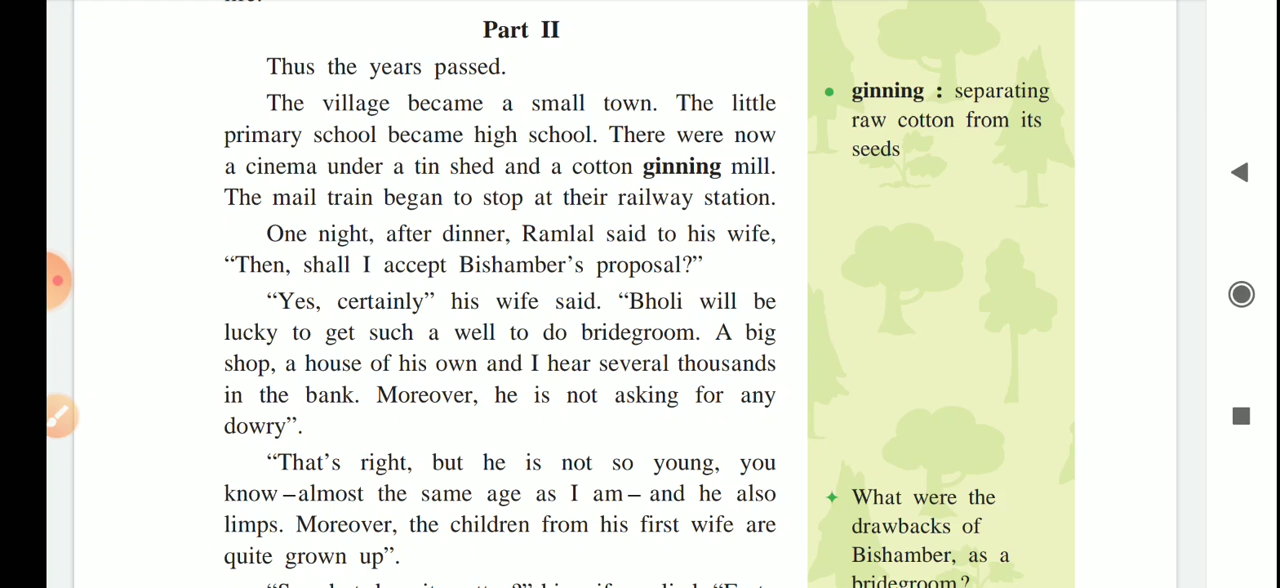 Part II
Thus the years passed.
The village became a small town. The little
primary school became high school. There were now
a cinema under a tin shed and a cotton ginning mill.
The mail train began to stop at their railway station.
One night, after dinner, Ramlal said to his wife,
“Then, shall I accept Bishamber’s proposal?”
“Yes, certainly” his wife said. “Bholi will be
lucky to get such a well to do bridegroom. A big
shop, a house of his own and I hear several thousands
in the bank. Moreover, he is not asking for any
dowry”.
“That’s right, but he is not so young, you
know – almost the same age as I am – and he also
limps. Moreover, the children from his first wife are
quite grown up”.
ginning : separating
raw cotton from its
seeds
What were the
drawbacks of
Bishamber, as a
bridegroom?